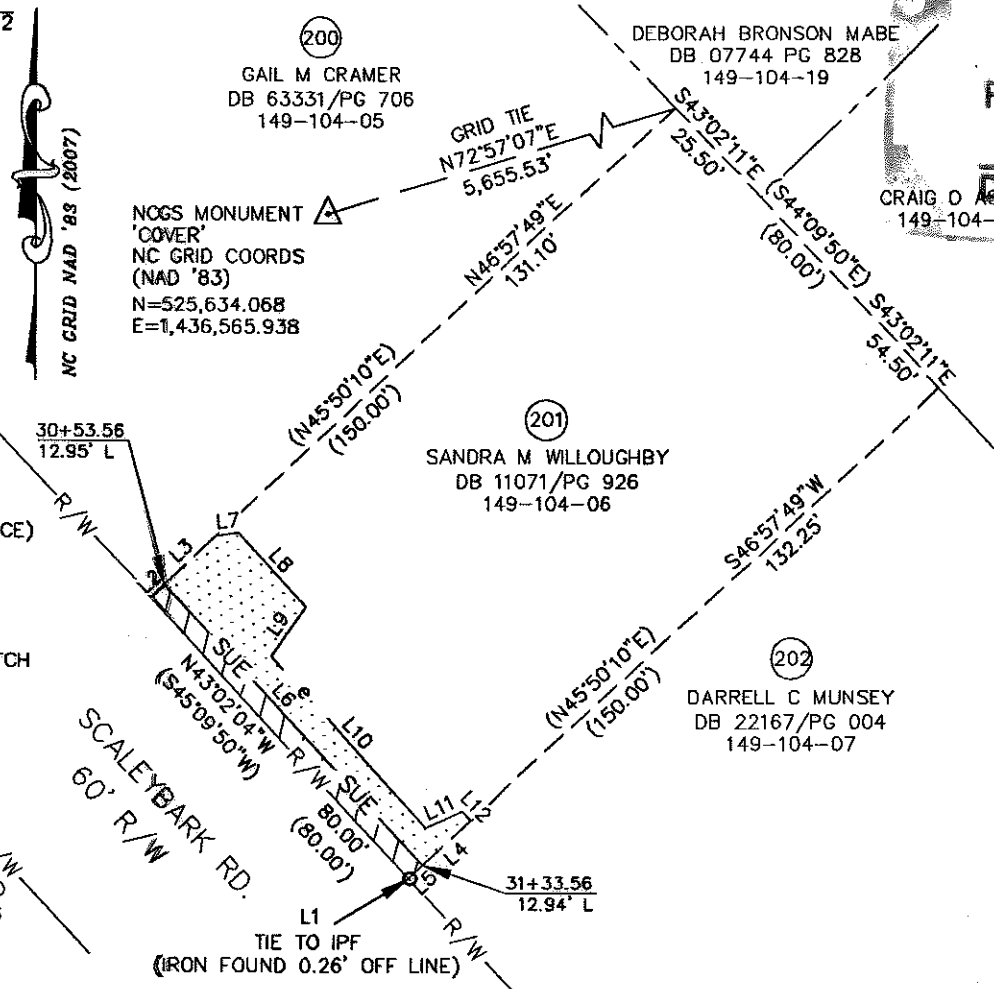 2
200
GAIL M CRAMER
DB 63331/PG 706
149-104-05
DEBORAH BRONSON MABE
DB 07744 PG 828
149-104-19
NC GRID NAD '83 (2007)
GRID TIE
N72°57'07"E
5,655.53'
S43°02'11"E
25.50'
(S44°09'50"E)
(80.00')
S43°02'11"E
54.50'
CRAIG D
149-104-
NCGS MONUMENT
'COVER'
NC GRID COORDS
(NAD '83)
N=525,634.068
E=1,436,565.938
N46°57'49"E
131.10'
(N45°50'10"E)
(150.00')
30+53.56
12.95' L
201
SANDRA M WILLOUGHBY
DB 11071/PG 926
149-104-06
S46°57'49"W
132.25'
(N45°50'10"E)
(150.00')
R/W
CE)
L7
L3
L8
L2
L9
TCH
SUE
L6
e
N43°02'04"W
(S45°09'50"W)
L10
R/W
SUE
80.00'
(80.00')
L11
L12
L4
L5
202
DARRELL C MUNSEY
DB 22167/PG 004
149-104-07
SCALEYBARK RD.
60' R/W
31+33.56
12.94' L
L1
TIE TO IPF
(IRON FOUND 0.26' OFF LINE)
R/W